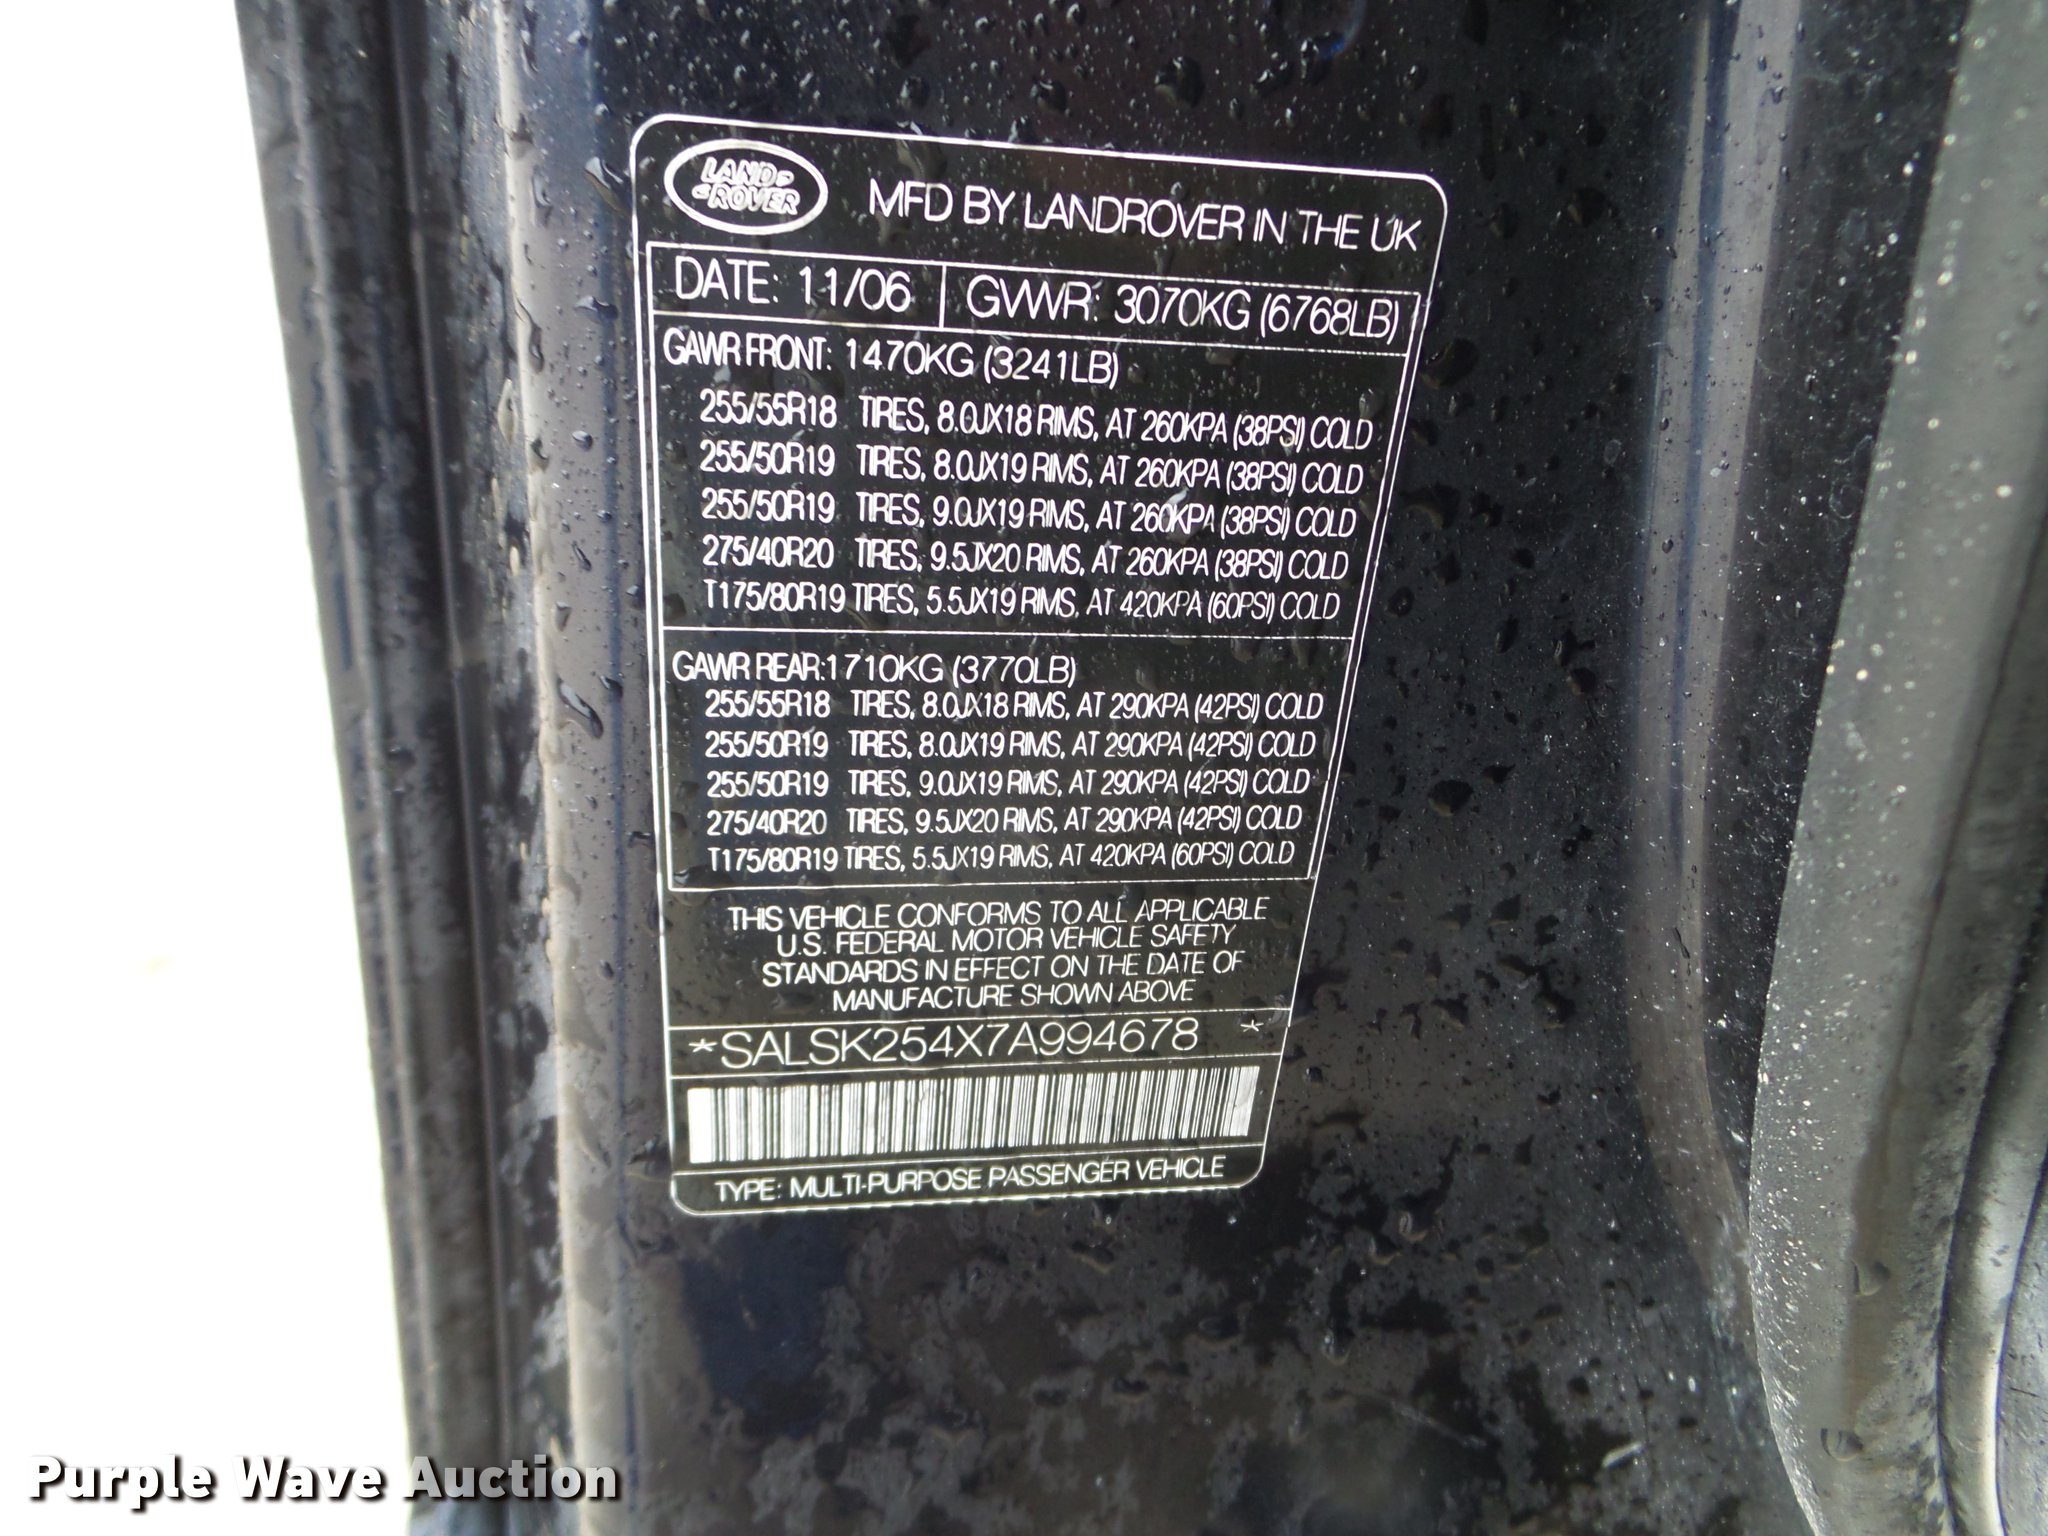 LAND ROVER
MFD BY LANDROVER IN THE UK
DATE: 11/06 GVWR: 3070KG (6768LB)
GAWR FRONT: 1470KG (3241LB)
255/55R18 TIRES, 8.0JX18 RIMS, AT 260KPA (38PSI) COLD
255/50R19 TIRES, 8.0JX19 RIMS, AT 260KPA (38PSI) COLD
255/50R19 TIRES, 9.0JX19 RIMS, AT 260KPA (38PSI) COLD
275/40R20 TIRES, 9.5JX20 RIMS, AT 260KPA (38PSI) COLD
T175/80R19 TIRES, 5.5JX19 RIMS, AT 420KPA (60PSI) COLD
GAWR REAR:1710KG (3770LB)
255/55R18 TIRES, 8.0JX18 RIMS, AT 290KPA (42PSI) COLD
255/50R19 TIRES, 8.0JX19 RIMS, AT 290KPA (42PSI) COLD
255/50R19 TIRES, 9.0JX19 RIMS, AT 290KPA (42PSI) COLD
275/40R20 TIRES, 9.5JX20 RIMS, AT 290KPA (42PSI) COLD
T175/80R19 TIRES, 5.5JX19 RIMS, AT 420KPA (60PSI) COLD
THIS VEHICLE CONFORMS TO ALL APPLICABLE
U.S. FEDERAL MOTOR VEHICLE SAFETY
STANDARDS IN EFFECT ON THE DATE OF
MANUFACTURE SHOWN ABOVE
*SALSK254X7A994678 *
TYPE: MULTI-PURPOSE PASSENGER VEHICLE
Purple Wave Auction